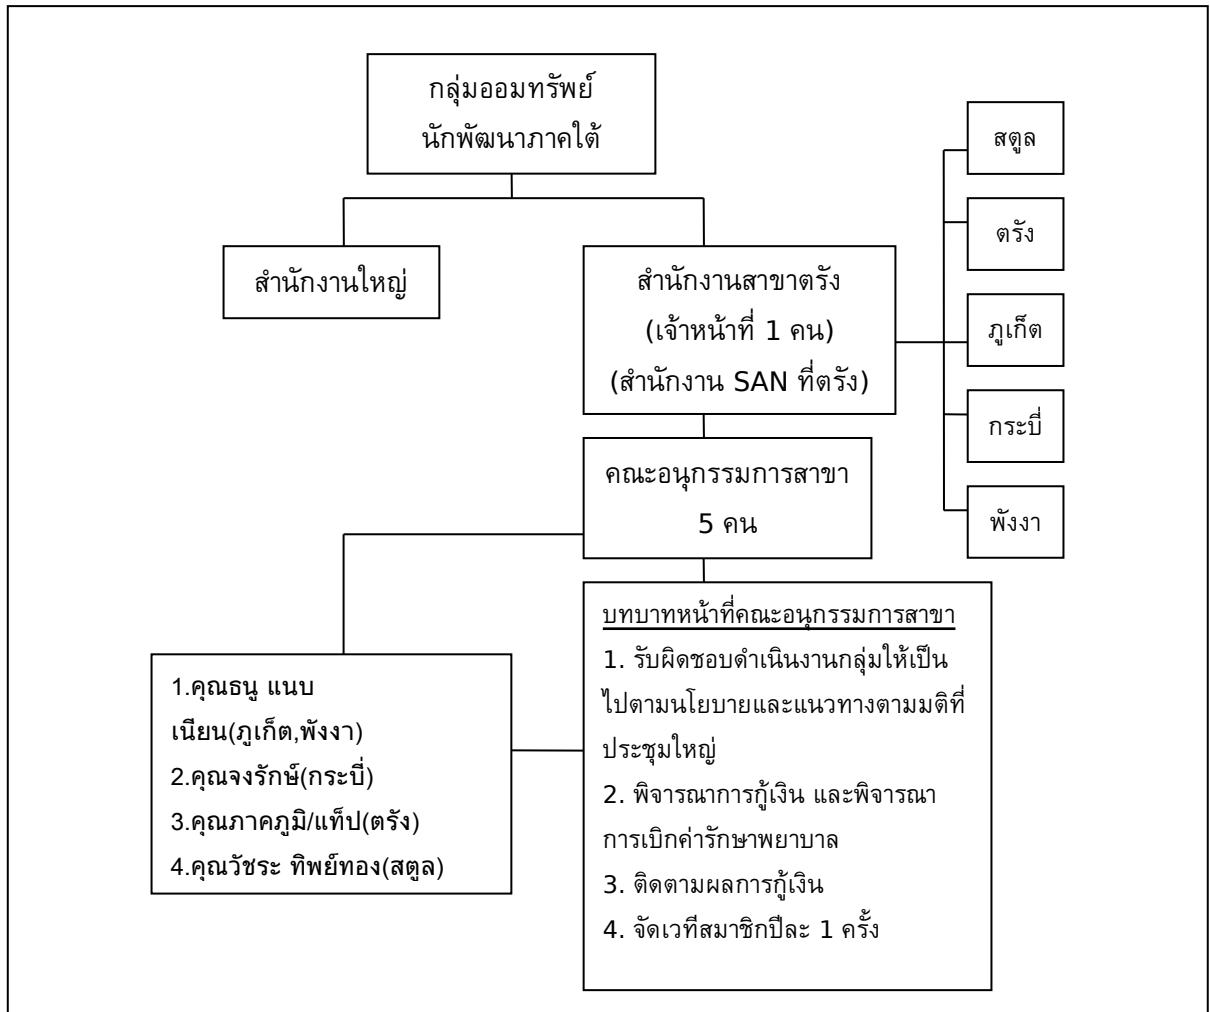 กลุ่มออมทรัพย์
นักพัฒนาภาคใต้
สำนักงานใหญ่
สำนักงานสาขาตรัง
(เจ้าหน้าที่ 1 คน)
(สำนักงาน SAN ที่ตรัง)
สตูล
ตรัง
ภูเก็ต
กระบี่
พังงา
คณะอนุกรรมการสาขา
5 คน
1.คุณธนู แนบ
เนียน(ภูเก็ต,พังงา)
2.คุณจงรักษ์(กระบี่)
3.คุณภาคภูมิ/แท็ป(ตรัง)
4.คุณวัชระ ทิพย์ทอง(สตูล)
บทบาทหน้าที่คณะอนุกรรมการสาขา
1. รับผิดชอบดำเนินงานกลุ่มให้เป็น
ไปตามนโยบายและแนวทางตามมติที่
ประชุมใหญ่
2. พิจารณาการกู้เงิน และพิจารณา
การเบิกค่ารักษาพยาบาล
3. ติดตามผลการกู้เงิน
4. จัดเวทีสมาชิกปีละ 1 ครั้ง